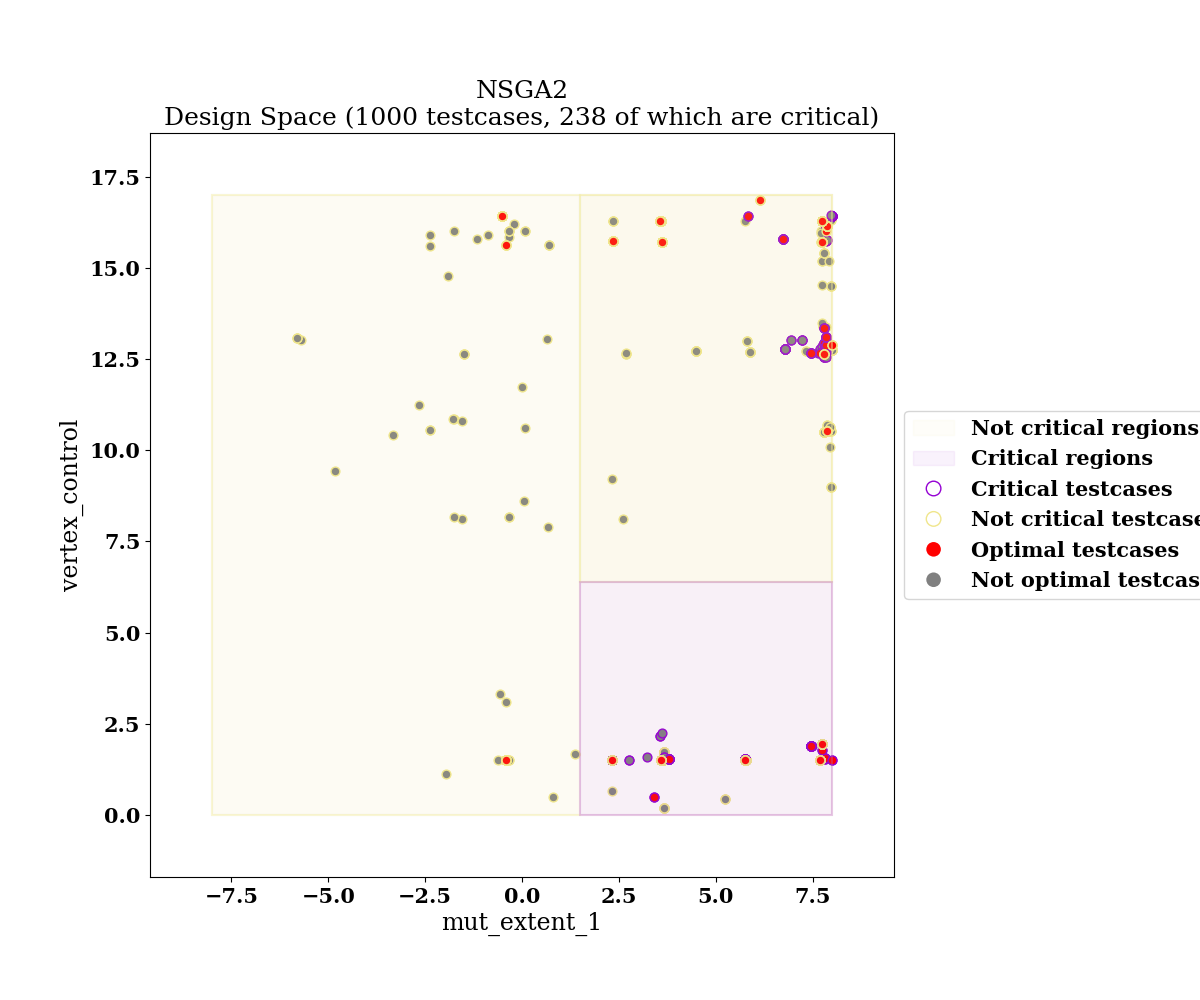 NSGA2
Design Space (1000 testcases, 238 of which are critical)
17.5
15.0
12.5
10.0
7.5
5.0
2.5
0.0
vertex_control
−7.5
−5.0
−2.5
0.0
2.5
5.0
7.5
mut_extent_1
Not critical regions
Critical regions
Critical testcases
Not critical testcase
Optimal testcases
Not optimal testcas